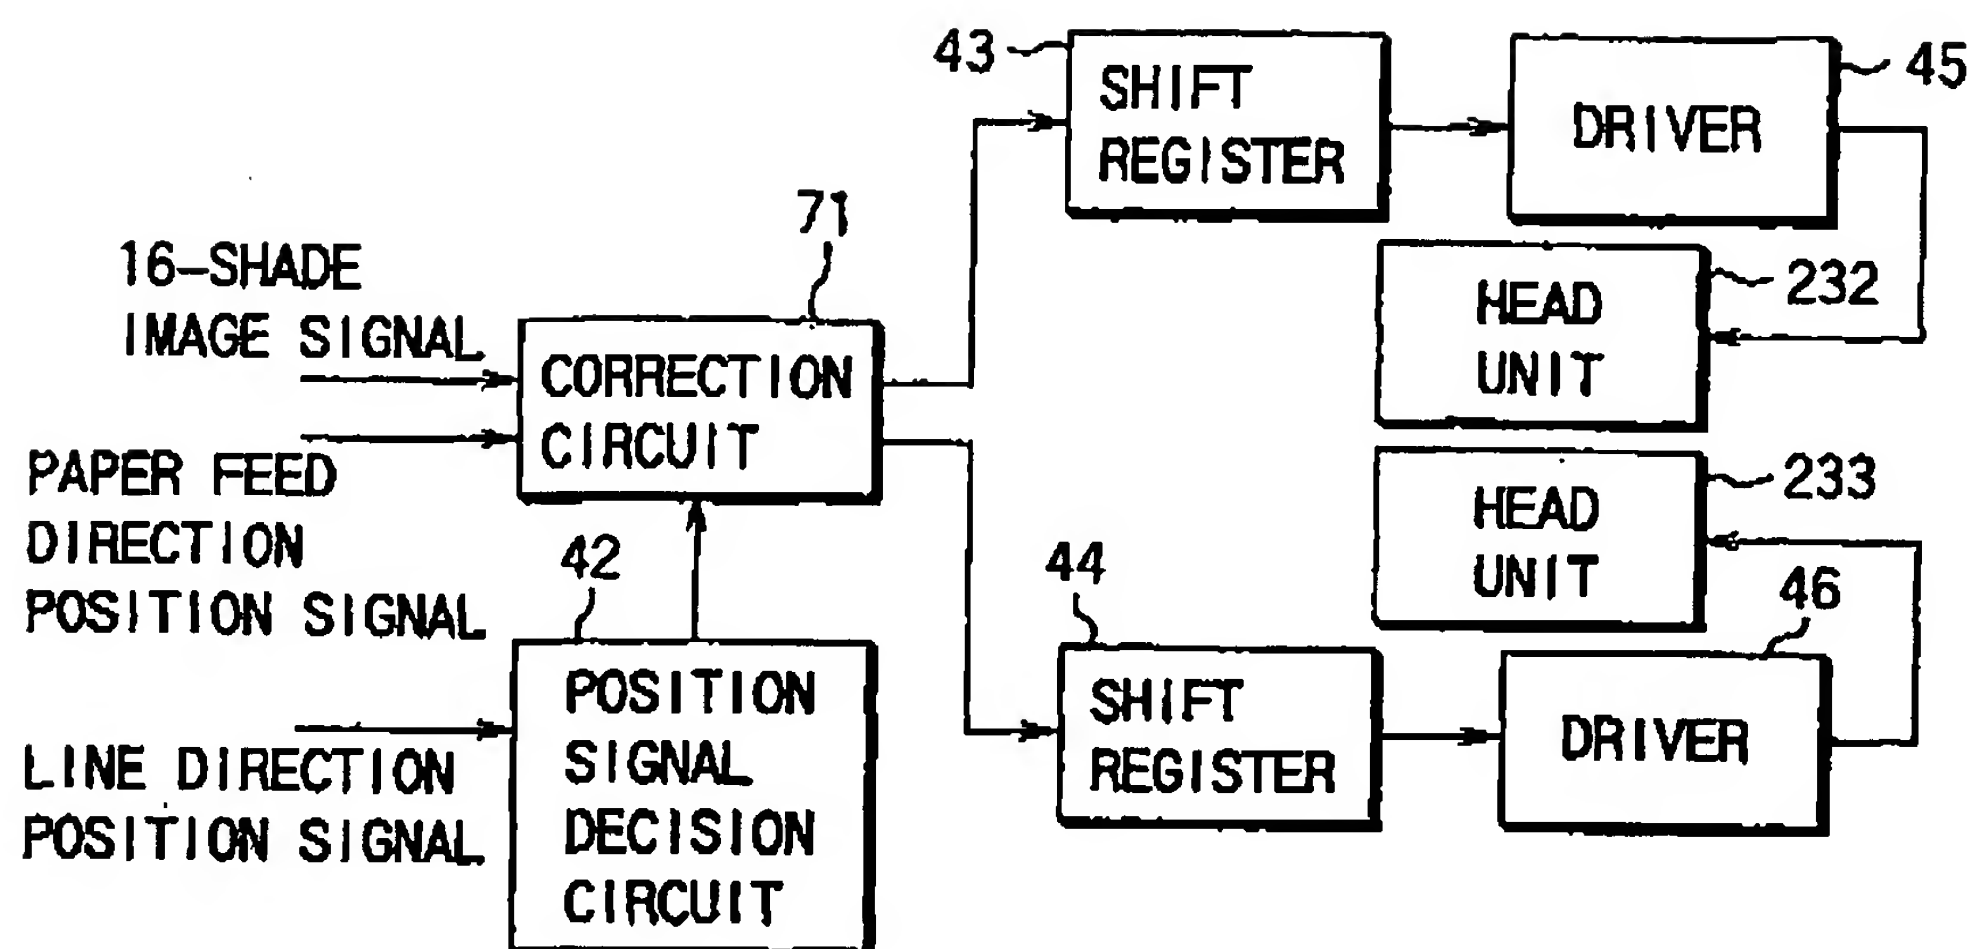 43
SHIFT
REGISTER
DRIVER
45
71
16-SHADE
IMAGE SIGNAL
CORRECTION
CIRCUIT
HEAD
UNIT
232
PAPER FEED
DIRECTION
POSITION SIGNAL
HEAD
UNIT
233
42
POSITION
SIGNAL
DECISION
CIRCUIT
44
SHIFT
REGISTER
46
DRIVER
LINE DIRECTION
POSITION SIGNAL